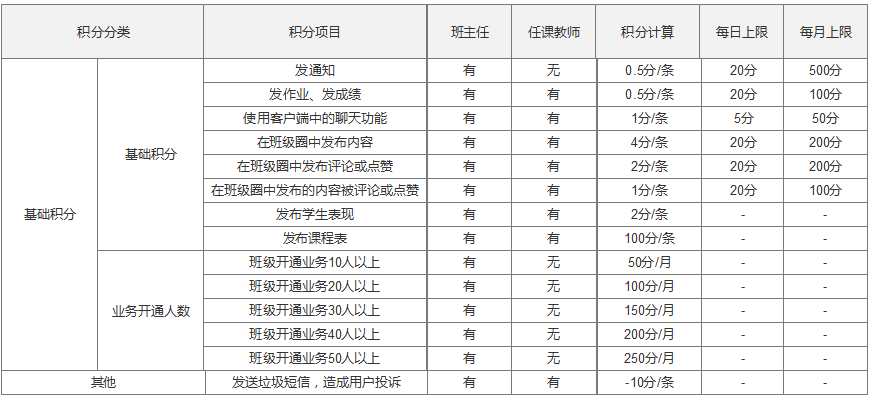 积分分类 积分项目 班主任 任课教师 积分计算 每日上限 每月上限
基础积分 基础积分 发通知 有 无 0.5分/条 20分 500分
发作业、发成绩 有 有 0.5分/条 20分 100分
使用客户端中的聊天功能 有 有 1分/条 5分 50分
在班级圈中发布内容 有 有 4分/条 20分 200分
在班级圈中发布评论或点赞 有 有 2分/条 20分 200分
在班级圈中发布的内容被评论或点赞 有 有 1分/条 20分 100分
发布学生表现 有 有 2分/条 - -
发布课程表 有 有 100分/条 - -
业务开通人数 班级开通业务10人以上 有 无 50分/月 - -
班级开通业务20人以上 有 无 100分/月 - -
班级开通业务30人以上 有 无 150分/月 - -
班级开通业务40人以上 有 无 200分/月 - -
班级开通业务50人以上 有 无 250分/月 - -
其他 发送垃圾短信，造成用户投诉 有 有 -10分/条 - -